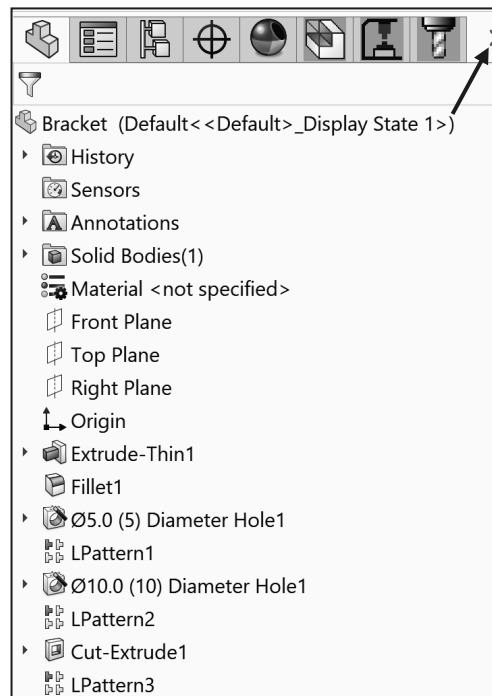 Bracket (Default<<Default>_Display State 1>)
History
Sensors
Annotations
Solid Bodies(1)
Material <not specified>
Front Plane
Top Plane
Right Plane
Origin
Extrude-Thin1
Fillet1
Ø5.0 (5) Diameter Hole1
LPattern1
Ø10.0 (10) Diameter Hole1
LPattern2
Cut-Extrude1
LPattern3